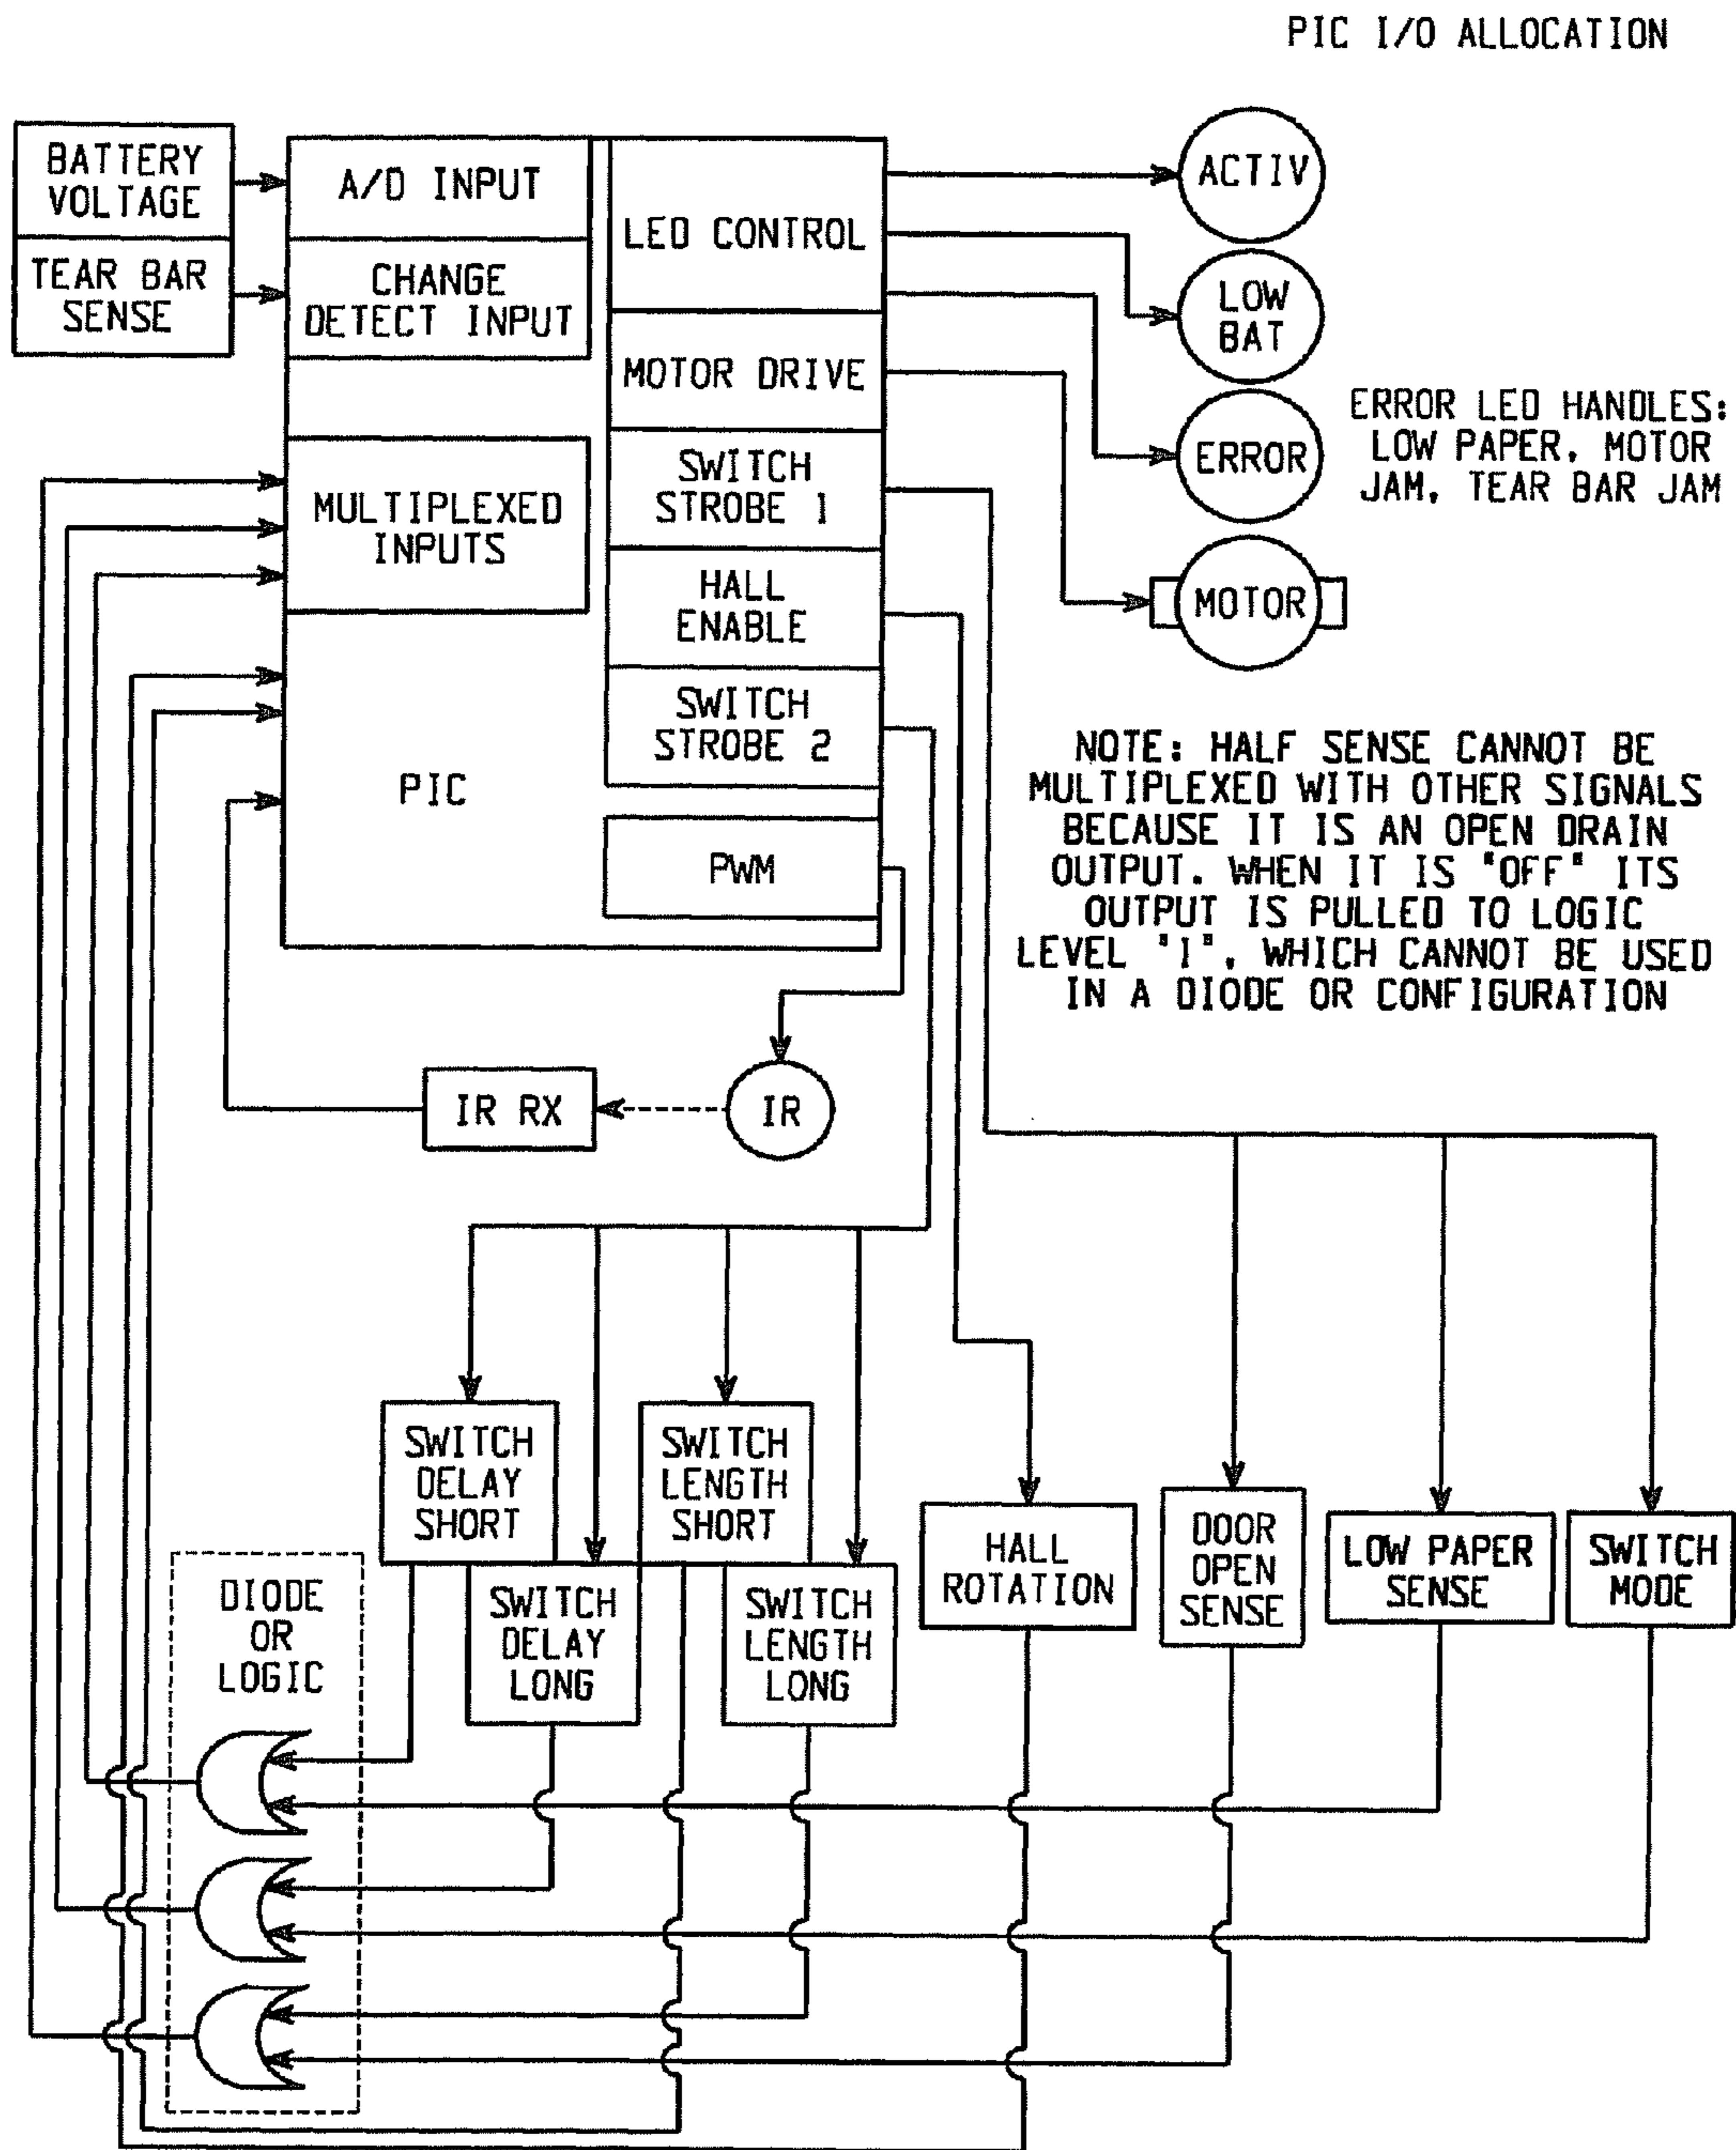 PIC I/O ALLOCATION
BATTERY
VOLTAGE
TEAR BAR
SENSE
A/D INPUT
CHANGE
DETECT INPUT
MULTIPLEXED
INPUTS
PIC
LED CONTROL
MOTOR DRIVE
SWITCH
STROBE 1
HALL
ENABLE
SWITCH
STROBE 2
PWM
ACTIV
LOW
BAT
ERROR
MOTOR
ERROR LED HANDLES:
LOW PAPER, MOTOR
JAM, TEAR BAR JAM
NOTE: HALF SENSE CANNOT BE
MULTIPLEXED WITH OTHER SIGNALS
BECAUSE IT IS AN OPEN DRAIN
OUTPUT. WHEN IT IS "OFF" ITS
OUTPUT IS PULLED TO LOGIC
LEVEL "1", WHICH CANNOT BE USED
IN A DIODE OR CONFIGURATION
IR RX
IR
SWITCH
DELAY
SHORT
SWITCH
LENGTH
SHORT
SWITCH
DELAY
LONG
SWITCH
LENGTH
LONG
HALL
ROTATION
DOOR
OPEN
SENSE
LOW PAPER
SENSE
SWITCH
MODE
DIODE
OR
LOGIC